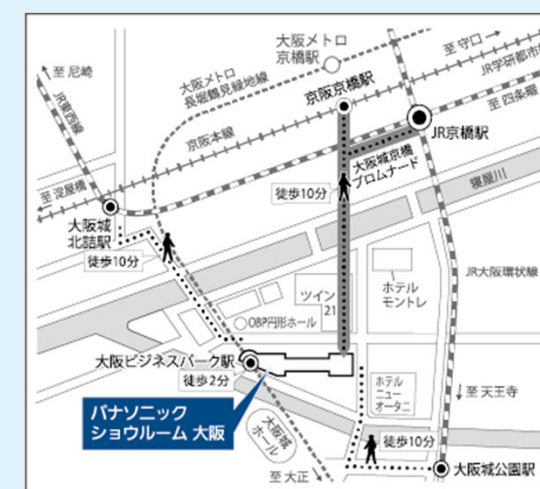 大阪メトロ
京橋駅
至 守口
至 尼崎
JR東西線
大阪メトロ
長堀鶴見緑地線
京阪京橋駅
JR学研都市線
至 四条畷
京阪本線
JR京橋駅
大阪城京橋
プロムナード
至 淀屋橋
徒歩10分
寝屋川
大阪城
北詰駅
徒歩10分
JR大阪環状線
ツイン
21
ホテル
モントレ
OBP円形ホール
大阪ビジネスパーク駅
徒歩2分
ホテル
ニュー
オータニ
至 天王寺
パナソニック
ショウルーム 大阪
大阪城
ホール
徒歩10分
至 大正
大阪城公園駅